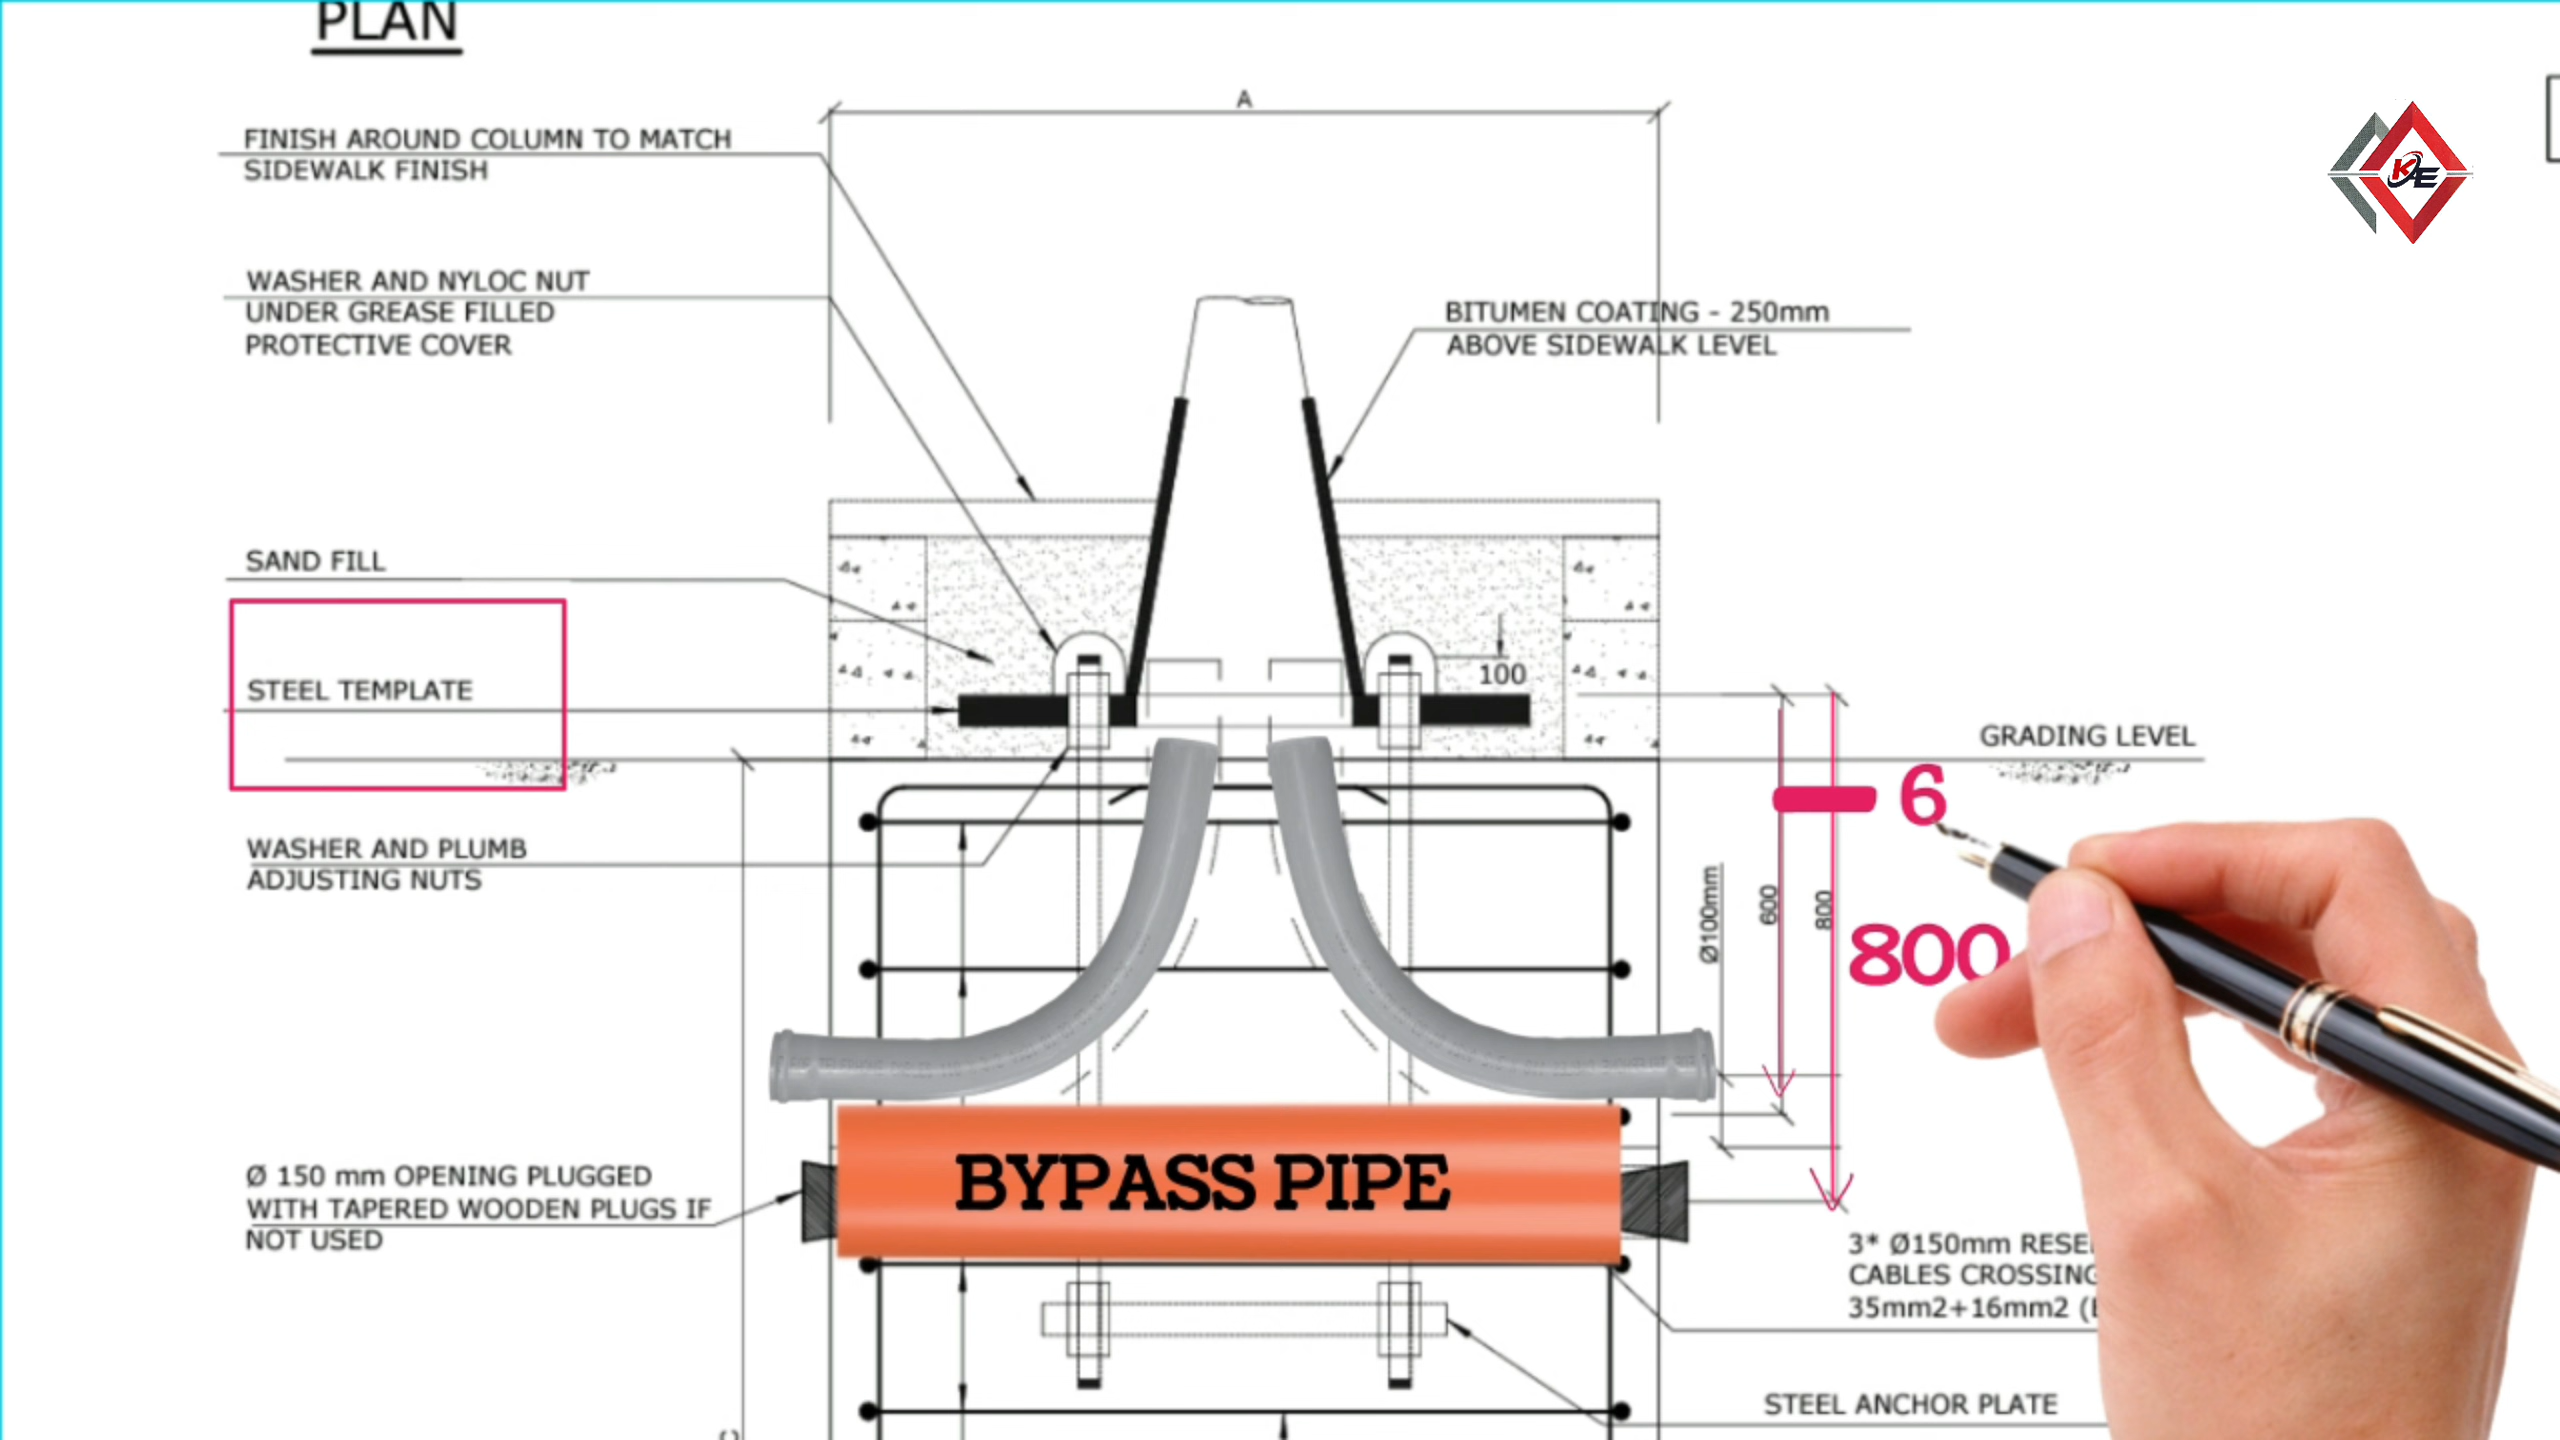 PLAN
A
FINISH AROUND COLUMN TO MATCH
SIDEWALK FINISH
KE
WASHER AND NYLOC NUT
UNDER GREASE FILLED
PROTECTIVE COVER
BITUMEN COATING - 250mm
ABOVE SIDEWALK LEVEL
SAND FILL
100
STEEL TEMPLATE
GRADING LEVEL
6
WASHER AND PLUMB
ADJUSTING NUTS
Ø100mm
600
800
800
BYPASS PIPE
Ø 150 mm OPENING PLUGGED
WITH TAPERED WOODEN PLUGS IF
NOT USED
3* Ø150mm
CABLES CROSSING
35mm2+16mm2
STEEL ANCHOR PLATE